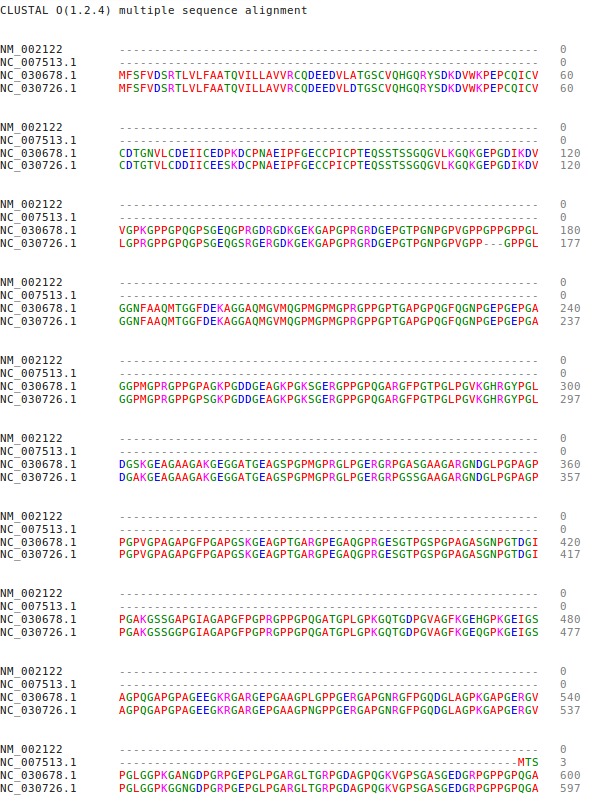 CLUSTAL O(1.2.4) multiple sequence alignment
NM_002122 ------------------------------------------------------------ 0
NC_007513.1 ------------------------------------------------------------ 0
NC_030678.1 MFSFVDSRTLVLFAATQVILLAVVRCQDEEDVLATGSCVQHGQRYSDKDVWKPEPCQICV 60
NC_030726.1 MFSFVDSRTLVLFAATQVILLAVVRCQDEEDVLDTGSCVQHGQRYSDKDVWKPEPCQICV 60
NM_002122 ------------------------------------------------------------ 0
NC_007513.1 ------------------------------------------------------------ 0
NC_030678.1 CDTGNVLCDEIICEDPKDCPNAEIPFGECCPICPTEQSSTSSGQGVLKGQKGEPGDIKDV 120
NC_030726.1 CDTGTVLCDDIICEESKDCPNAEIPFGECCPICPTEQSSTSSGQGVLKGQKGEPGDIKDV 120
NM_002122 ------------------------------------------------------------ 0
NC_007513.1 ------------------------------------------------------------ 0
NC_030678.1 VGPKGPPGPQGPSGEQGPRGDRGDKGEKGAPGPRGRDGEPGTPGNPGPVGPPGPPGPPGL 180
NC_030726.1 LGPRGPPGPQGPSGEQGSRGERGDKGEKGAPGPRGRDGEPGTPGNPGPVGPP---GPPGL 177
NM_002122 ------------------------------------------------------------ 0
NC_007513.1 ------------------------------------------------------------ 0
NC_030678.1 GGNFAAQMTGGFDEKAGGAQMGVMQGPMGPMGPRGPPGPTGAPGPQGFQGNPGEPGEPGA 240
NC_030726.1 GGNFAAQMTGGFDEKAGGAQMGVMQGPMGPMGPRGPPGPTGAPGPQGFQGNPGEPGEPGA 237
NM_002122 ------------------------------------------------------------ 0
NC_007513.1 ------------------------------------------------------------ 0
NC_030678.1 GGPMGPRGPPGPAGKPGDDGEAGKPGKSGERGPPGPQGARGFPGTPGLPGVKGHRGYPGL 300
NC_030726.1 GGPMGPRGPPGPSGKPGDDGEAGKPGKSGERGPPGPQGARGFPGTPGLPGVKGHRGYPGL 297
NM_002122 ------------------------------------------------------------ 0
NC_007513.1 ------------------------------------------------------------ 0
NC_030678.1 DGSKGEAGAAGAKGEGGATGEAGSPGPMGPRGLPGERGRPGASGAAGARGNDGLPGPAGP 360
NC_030726.1 DGAKGEAGAAGAKGEGGATGEAGSPGPMGPRGLPGERGRPGSSGAAGARGNDGLPGPAGP 357
NM_002122 ------------------------------------------------------------ 0
NC_007513.1 ------------------------------------------------------------ 0
NC_030678.1 PGPVGPAGAPGFPGAPGSKGEAGPTGARGPEGAQGPRGESGTPGSPGPAGASGNPGTDGI 420
NC_030726.1 PGPVGPAGAPGFPGAPGSKGEAGPTGARGPEGAQGPRGESGTPGSPGPAGASGNPGTDGI 417
NM_002122 ------------------------------------------------------------ 0
NC_007513.1 ------------------------------------------------------------ 0
NC_030678.1 PGAKGSSGAPGIAGAPGFPGPRGPPGPQGATGPLGPKGQTGDPGVAGFKGEHGPKGEIGS 480
NC_030726.1 PGAKGSSGGPGIAGAPGFPGPRGPPGPQGATGPLGPKGQTGDPGVAGFKGEQGPKGEIGS 477
NM_002122 ------------------------------------------------------------ 0
NC_007513.1 ------------------------------------------------------------ 0
NC_030678.1 AGPQGAPGPAGEEGKRGARGEPGAAGPLGPPGERGAPGNRGFPGQDGLAGPKGAPGERGV 540
NC_030726.1 AGPQGAPGPAGEEGKRGARGEPGAAGPNGPPGERGAPGNRGFPGQDGLAGPKGAPGERGV 537
NM_002122 ------------------------------------------------------------ 0
NC_007513.1 ---------------------------------------------------------MTS 3
NC_030678.1 PGLGGPKGANGDPGRPGEPGLPGARGLTGRPGDAGPQGKVGPSGASGEDGRPGPPGPQGA 600
NC_030726.1 PGLGGPKGGNGDPGRPGEPGLPGARGLTGRPGDAGPQGKVGPSGASGEDGRPGPPGPQGA 597